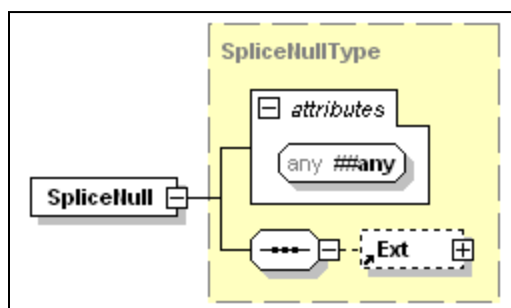 SpliceNullType
attributes
any ##any
SpliceNull
Ext